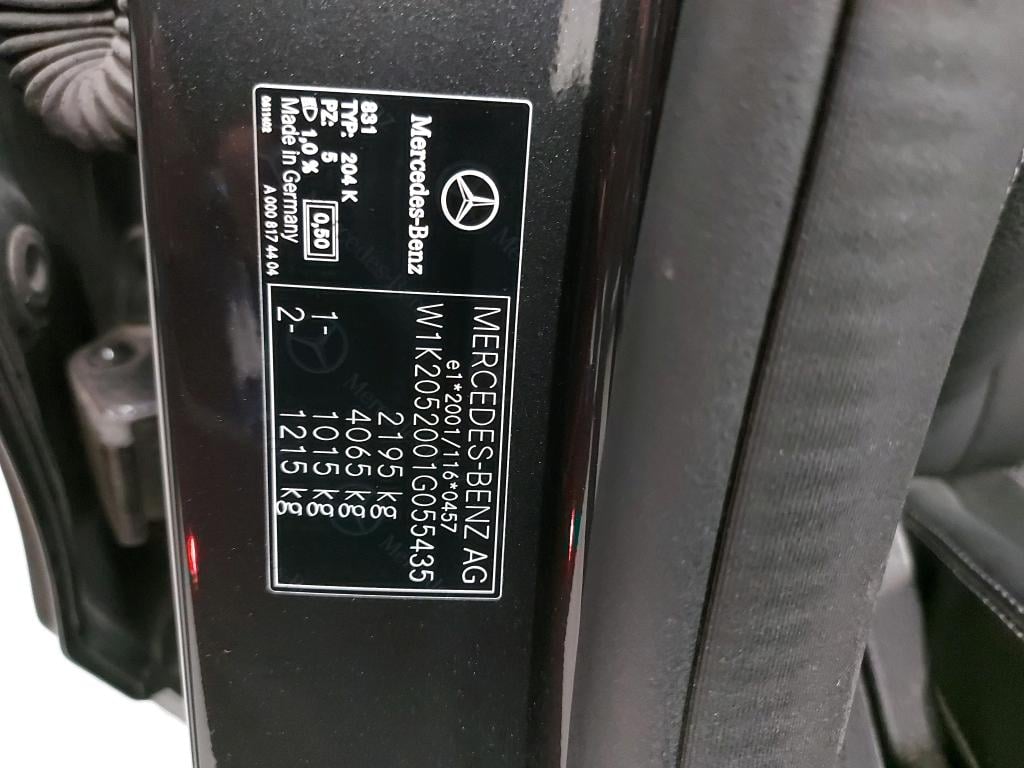 Mercedes-Benz
831
TYP: 204 K
PZ: 5
1,0 % 0,50
Made in Germany
A 000 817 44 04
MERCEDES-BENZ AG
e1*2001/116*0457
W1K2052001G055435
2195 kg
4065 kg
1- 1015 kg
2- 1215 kg